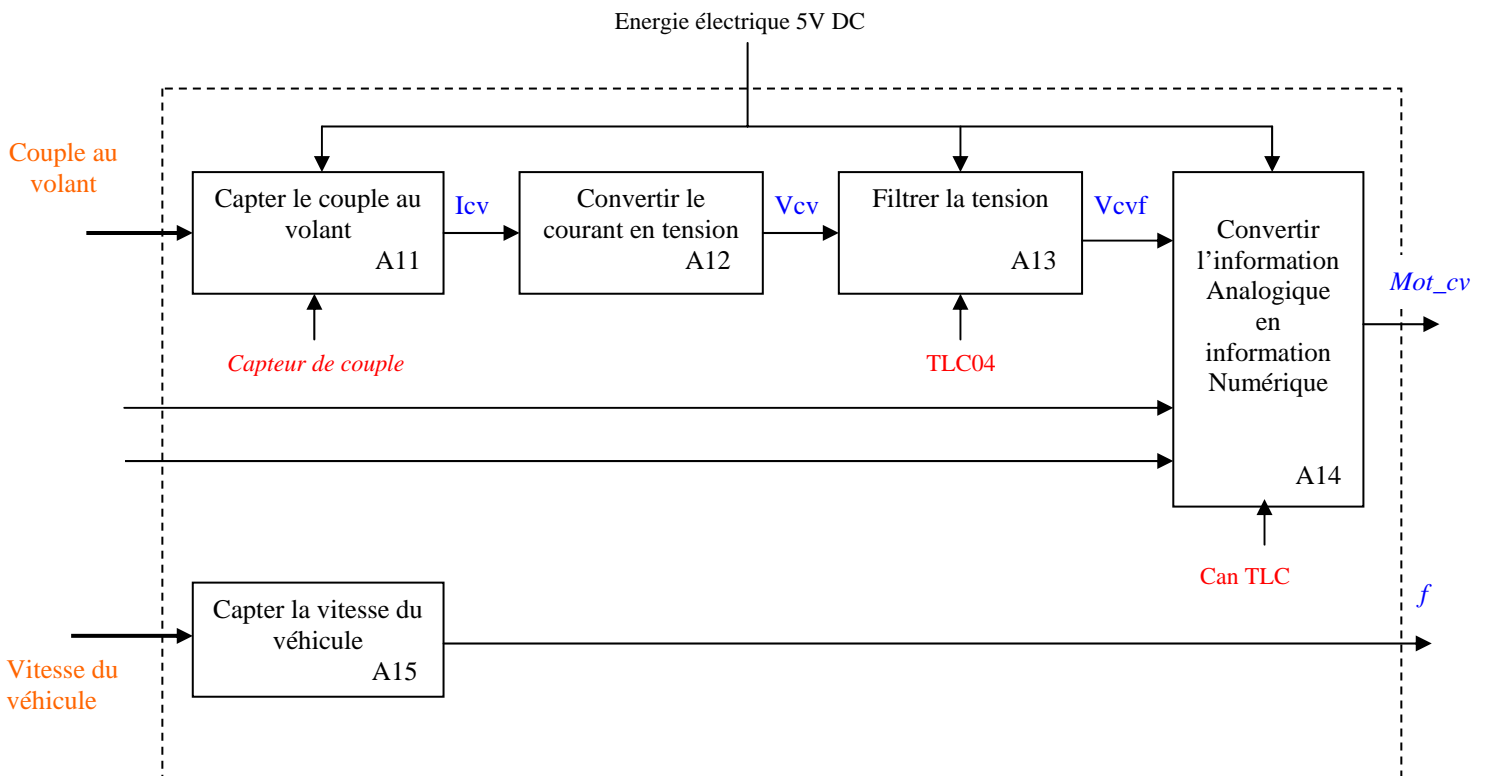 Energie électrique 5V DC
Couple au
volant
Capter le couple au
volant
A11
Icv
Convertir le
courant en tension
A12
Vcv
Filtrer la tension
A13
Vcvf
Convertir
l’information
Analogique
en
information
Numérique
A14
Mot_cv
Capteur de couple
TLC04
Can TLC
Vitesse du
véhicule
Capter la vitesse du
véhicule
A15
f